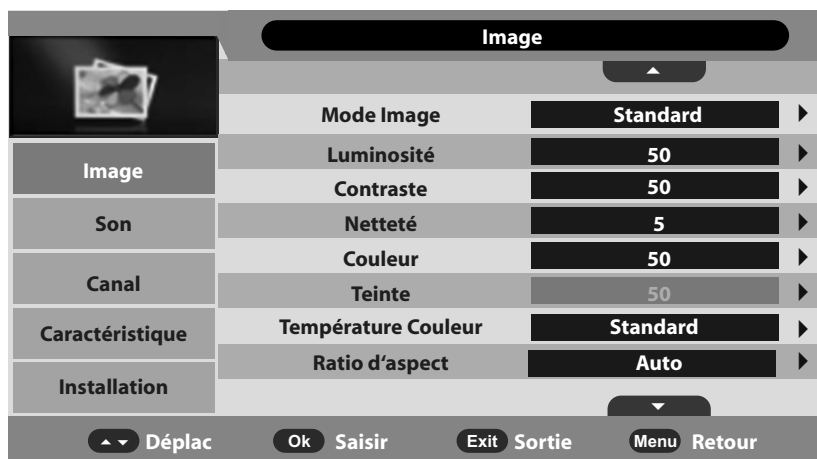 Image
Mode Image Standard
Luminosité 50
Contraste 50
Netteté 5
Couleur 50
Teinte 50
Température Couleur Standard
Ratio d‘aspect Auto
Image
Son
Canal
Caractéristique
Installation
Déplac Ok Saisir Exit Sortie Menu Retour